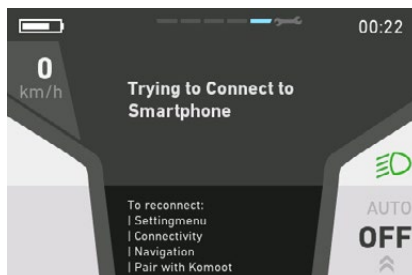 00:22
0
km/h
Trying to Connect to
Smartphone
To reconnect:
| Settingmenu
| Connectivity
| Navigation
| Pair with Komoot
AUTO
OFF